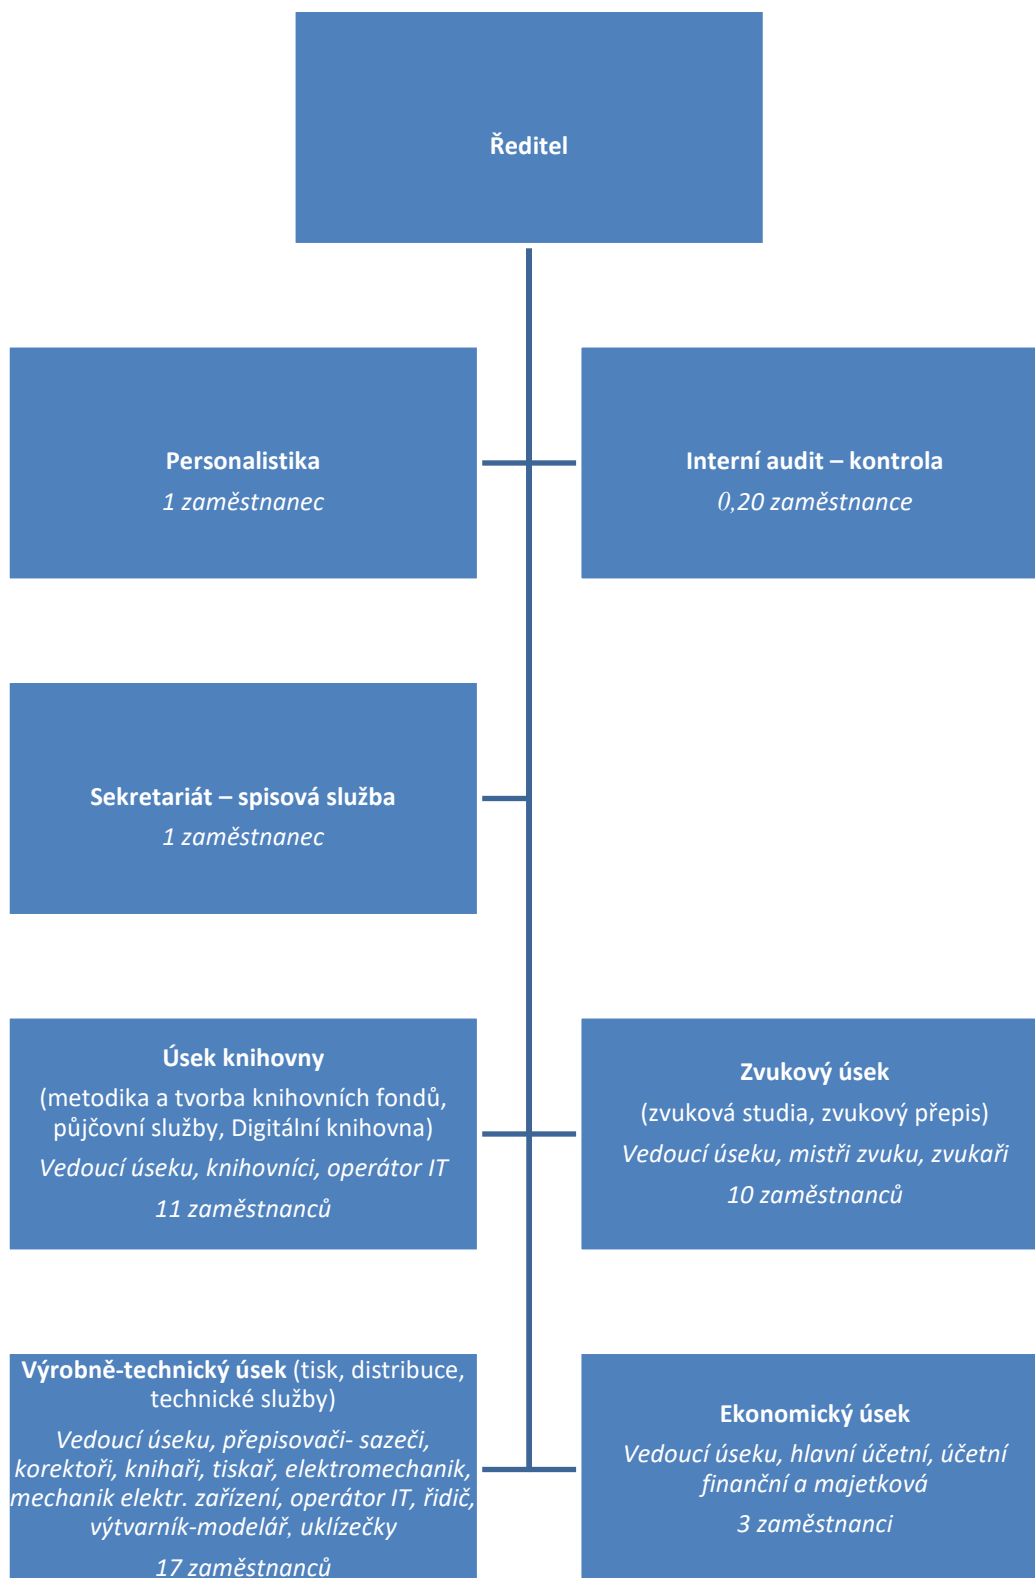 Ředitel
Personalistika
1 zaměstnanec
Interní audit – kontrola
0,20 zaměstnance
Sekretariát – spisová služba
1 zaměstnanec
Úsek knihovny
(metodika a tvorba knihovních fondů,
půjčovní služby, Digitální knihovna)
Vedoucí úseku, knihovníci, operátor IT
11 zaměstnanců
Zvukový úsek
(zvuková studia, zvukový přepis)
Vedoucí úseku, mistři zvuku, zvukaři
10 zaměstnanců
Výrobně-technický úsek (tisk, distribuce,
technické služby)
Vedoucí úseku, přepisovači- sazeči,
korektoři, knihaři, tiskař, elektromechanik,
mechanik elektr. zařízení, operátor IT, řidič,
výtvarník-modelář, uklízečky
17 zaměstnanců
Ekonomický úsek
Vedoucí úseku, hlavní účetní, účetní
finanční a majetková
3 zaměstnanci